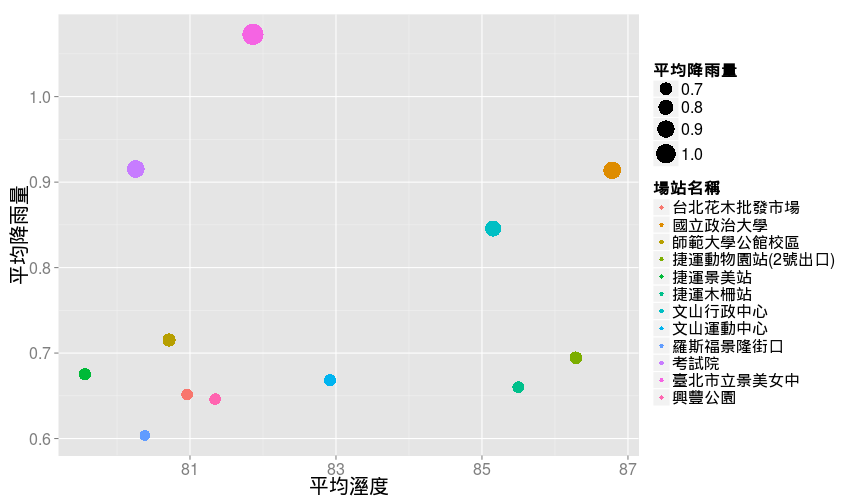 平均降雨量
1.0
0.9
0.8
0.7
0.6
81
83
85
87
平均溼度
平均降雨量
0.7
0.8
0.9
1.0
場站名稱
台北花木批發市場
國立政治大學
師範大學公館校區
捷運動物園站(2號出口)
捷運景美站
捷運木柵站
文山行政中心
文山運動中心
羅斯福景隆街口
考試院
臺北市立景美女中
興豐公園